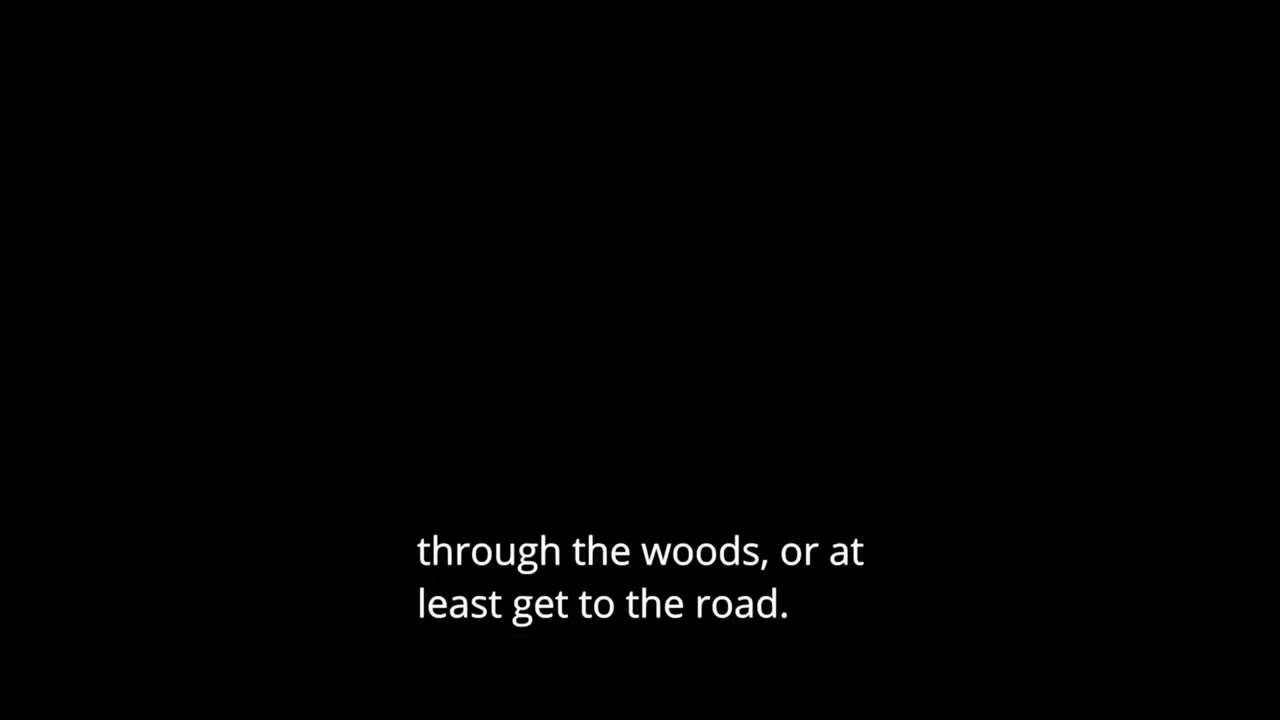 through the woods, or at
least get to the road.